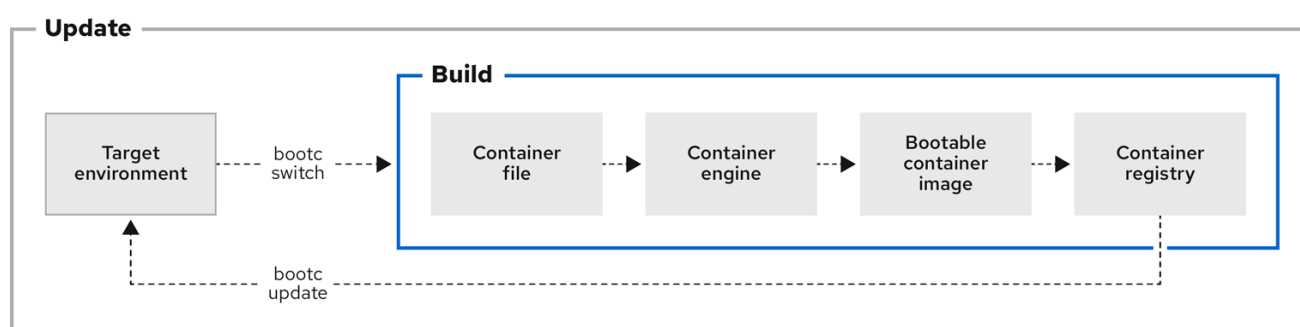 Update
Build
Target
environment
bootc
switch
Container
file
Container
engine
Bootable
container
image
Container
registry
bootc
update